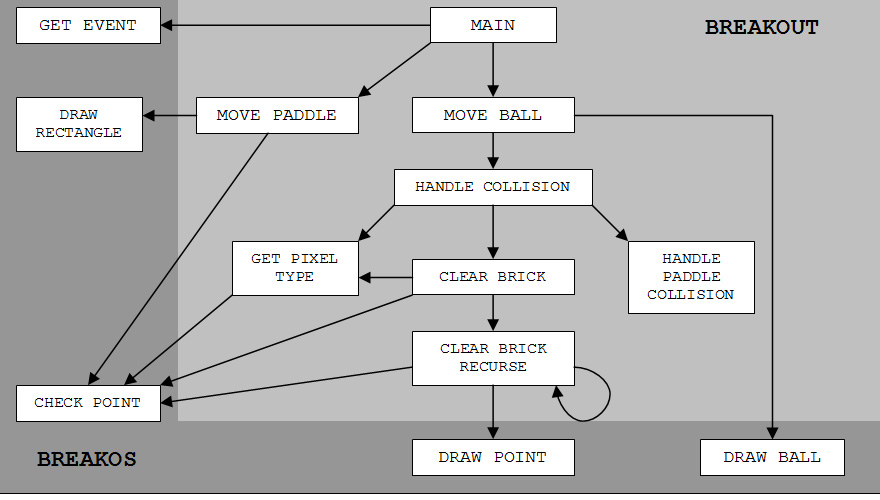 GET EVENT
MAIN
BREAKOUT
DRAW
RECTANGLE
MOVE PADDLE
MOVE BALL
HANDLE COLLISION
GET PIXEL
TYPE
CLEAR BRICK
HANDLE
PADDLE
COLLISION
CLEAR BRICK
RECURSE
CHECK POINT
BREAKOS
DRAW POINT
DRAW BALL